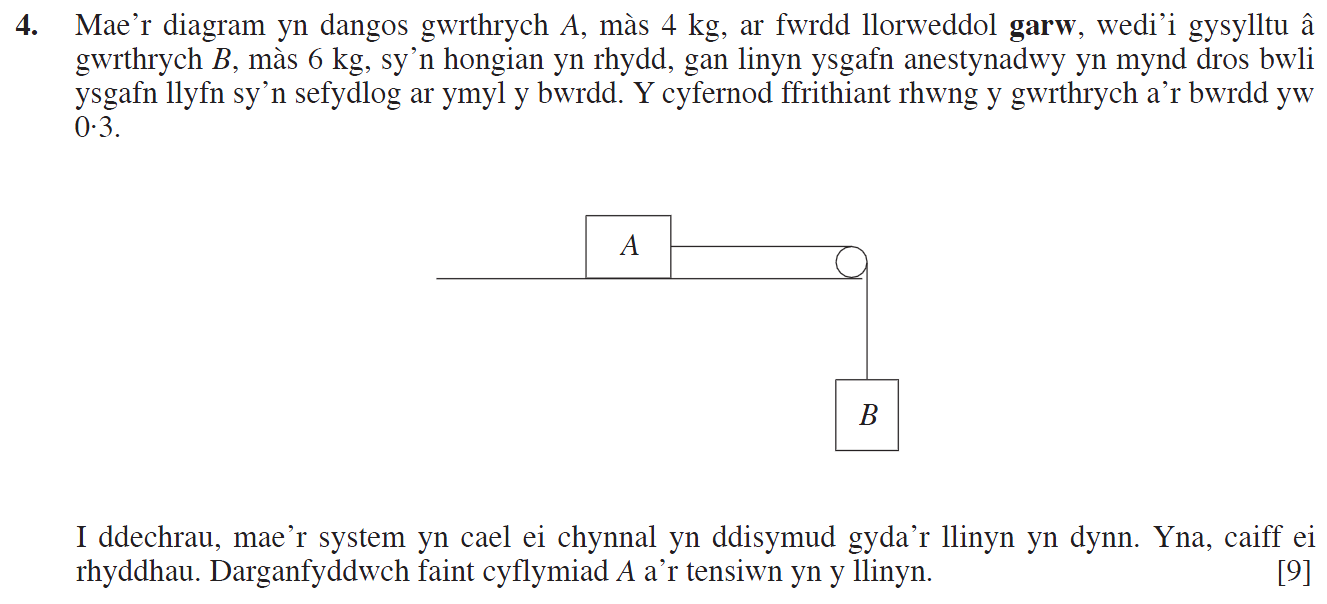 4. Mae'r diagram yn dangos gwrthrych A, màs 4 kg, ar fwrdd llorweddol garw, wedi'i gysylltu â
gwrthrych B, màs 6 kg, sy'n hongian yn rhydd, gan linyn ysgafn anestynadwy yn mynd dros bwli
ysgafn llyfn sy'n sefydlog ar ymyl y bwrdd. Y cyfernod ffrithiant rhwng y gwrthrych a'r bwrdd yw
0·3.
A
B
I ddechrau, mae'r system yn cael ei chynnal yn ddisymud gyda'r llinyn yn dynn. Yna, caiff ei
rhyddhau. Darganfyddwch faint cyflymiad A a'r tensiwn yn y llinyn. [9]